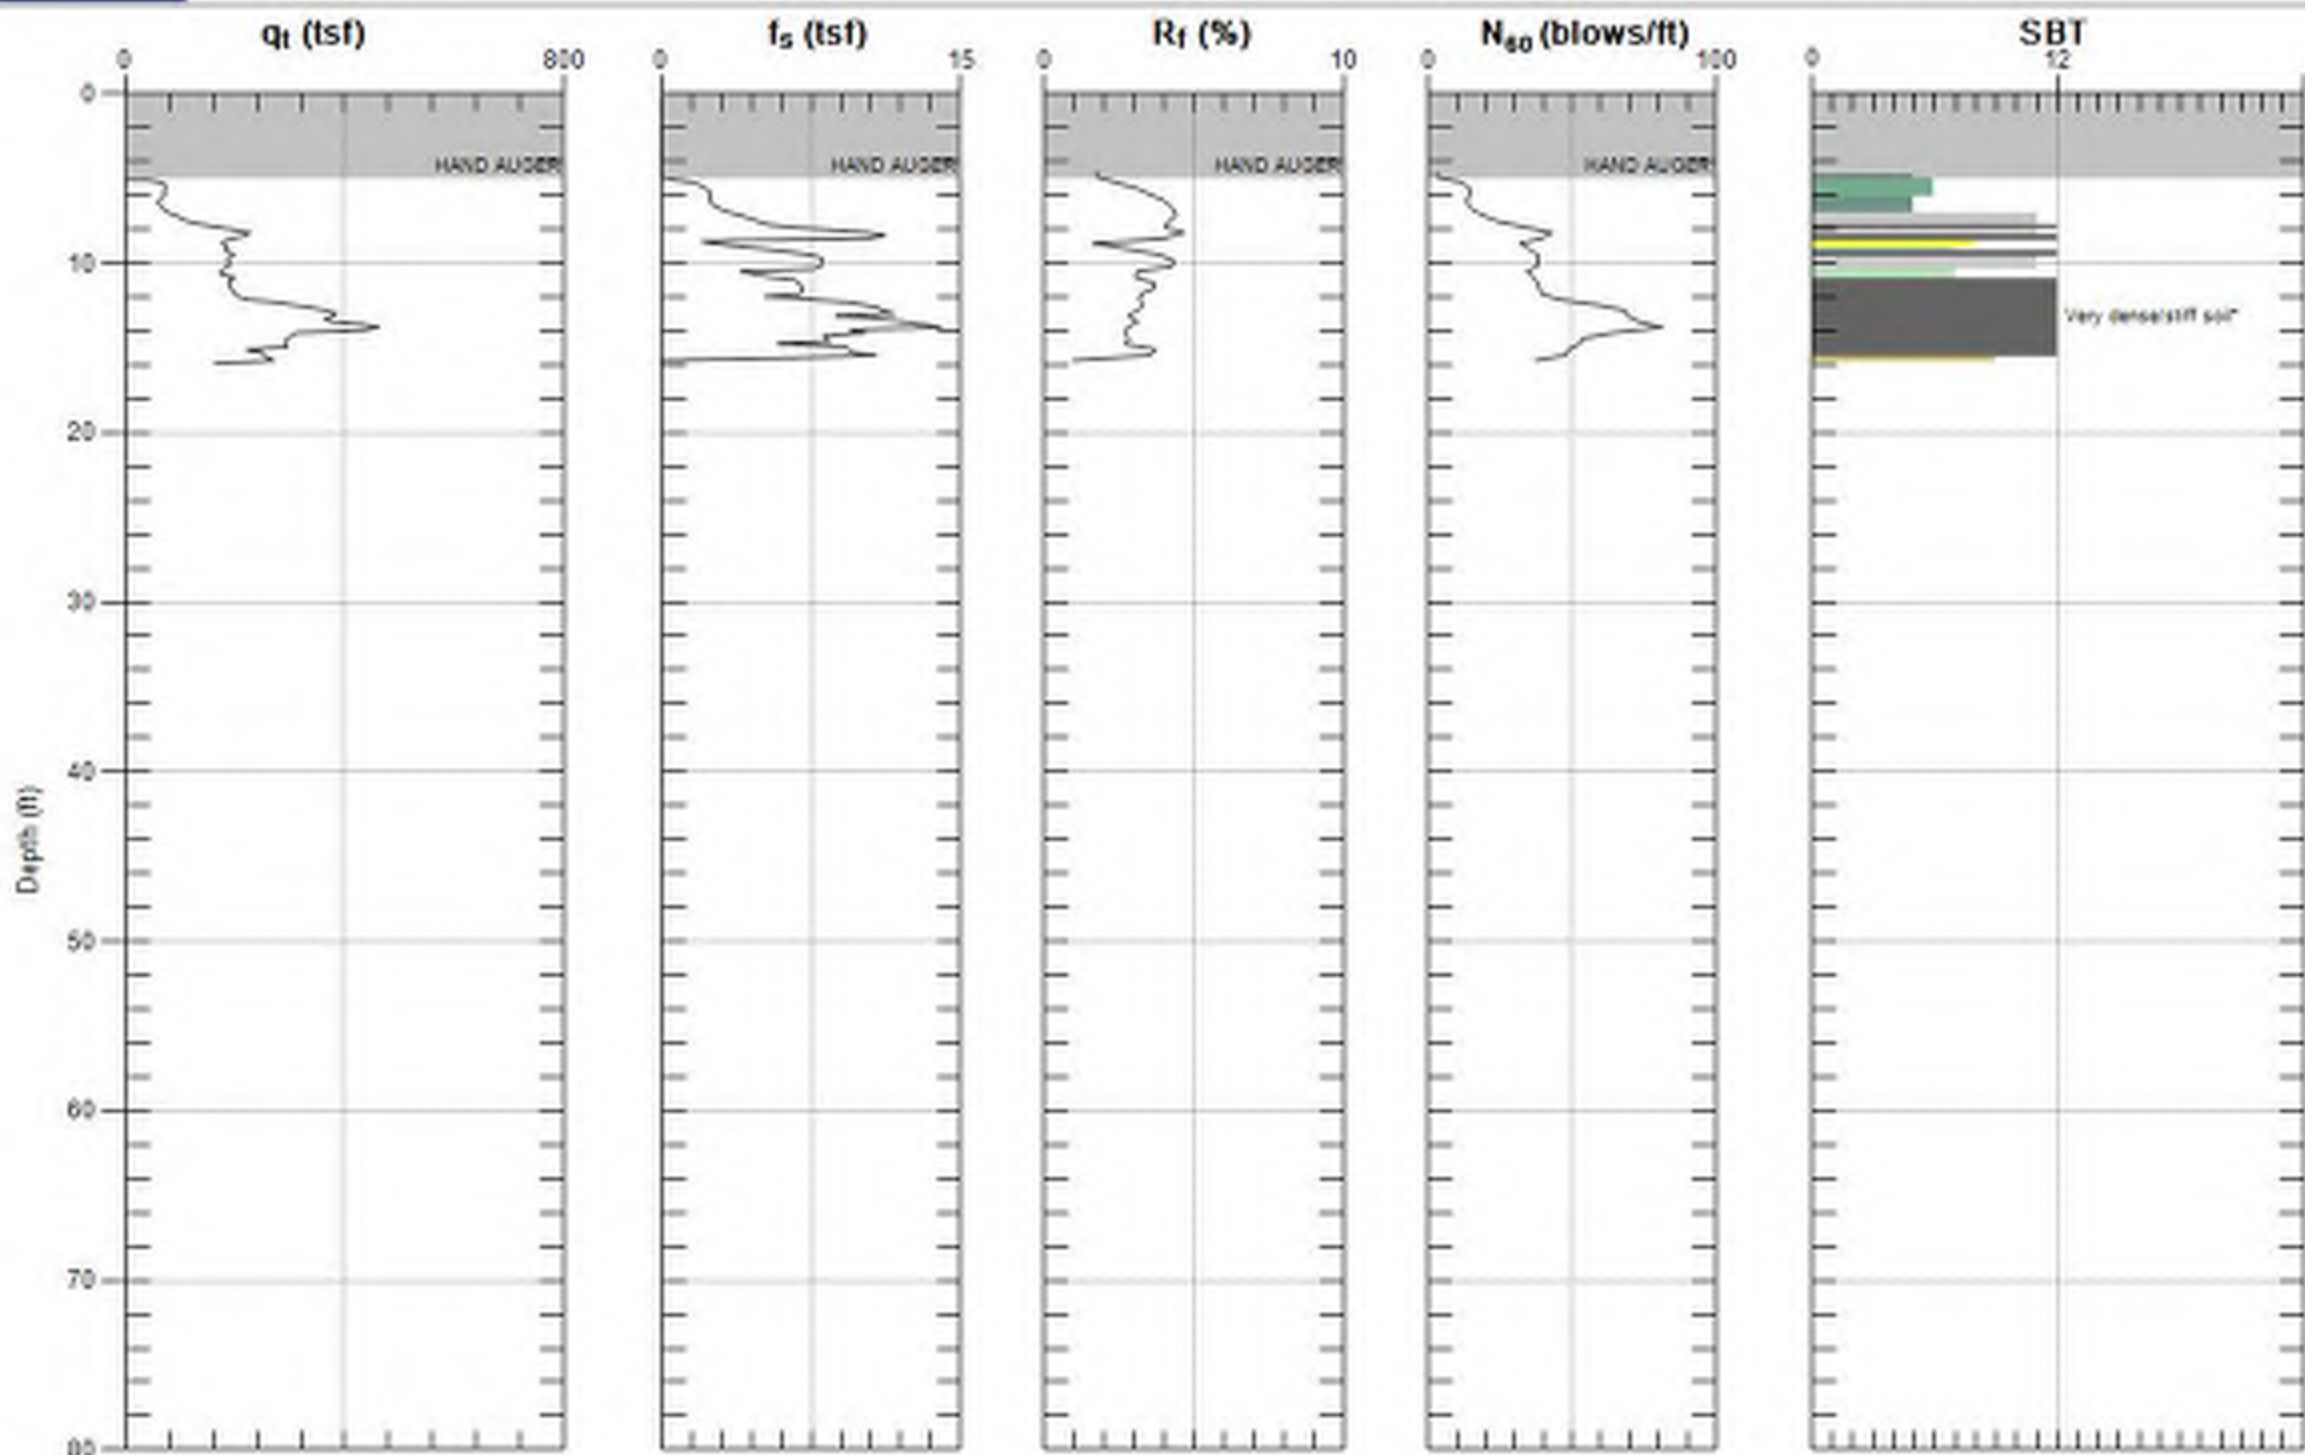 qt (tsf) fs (tsf) Rf (%) N60 (blows/ft) SBT
0 800 0 15 0 10 0 100 0 12
0
HAND AUGER HAND AUGER HAND AUGER HAND AUGER
10
Very dense/stiff soil*
20
30
40
Depth (ft)
50
60
70
80